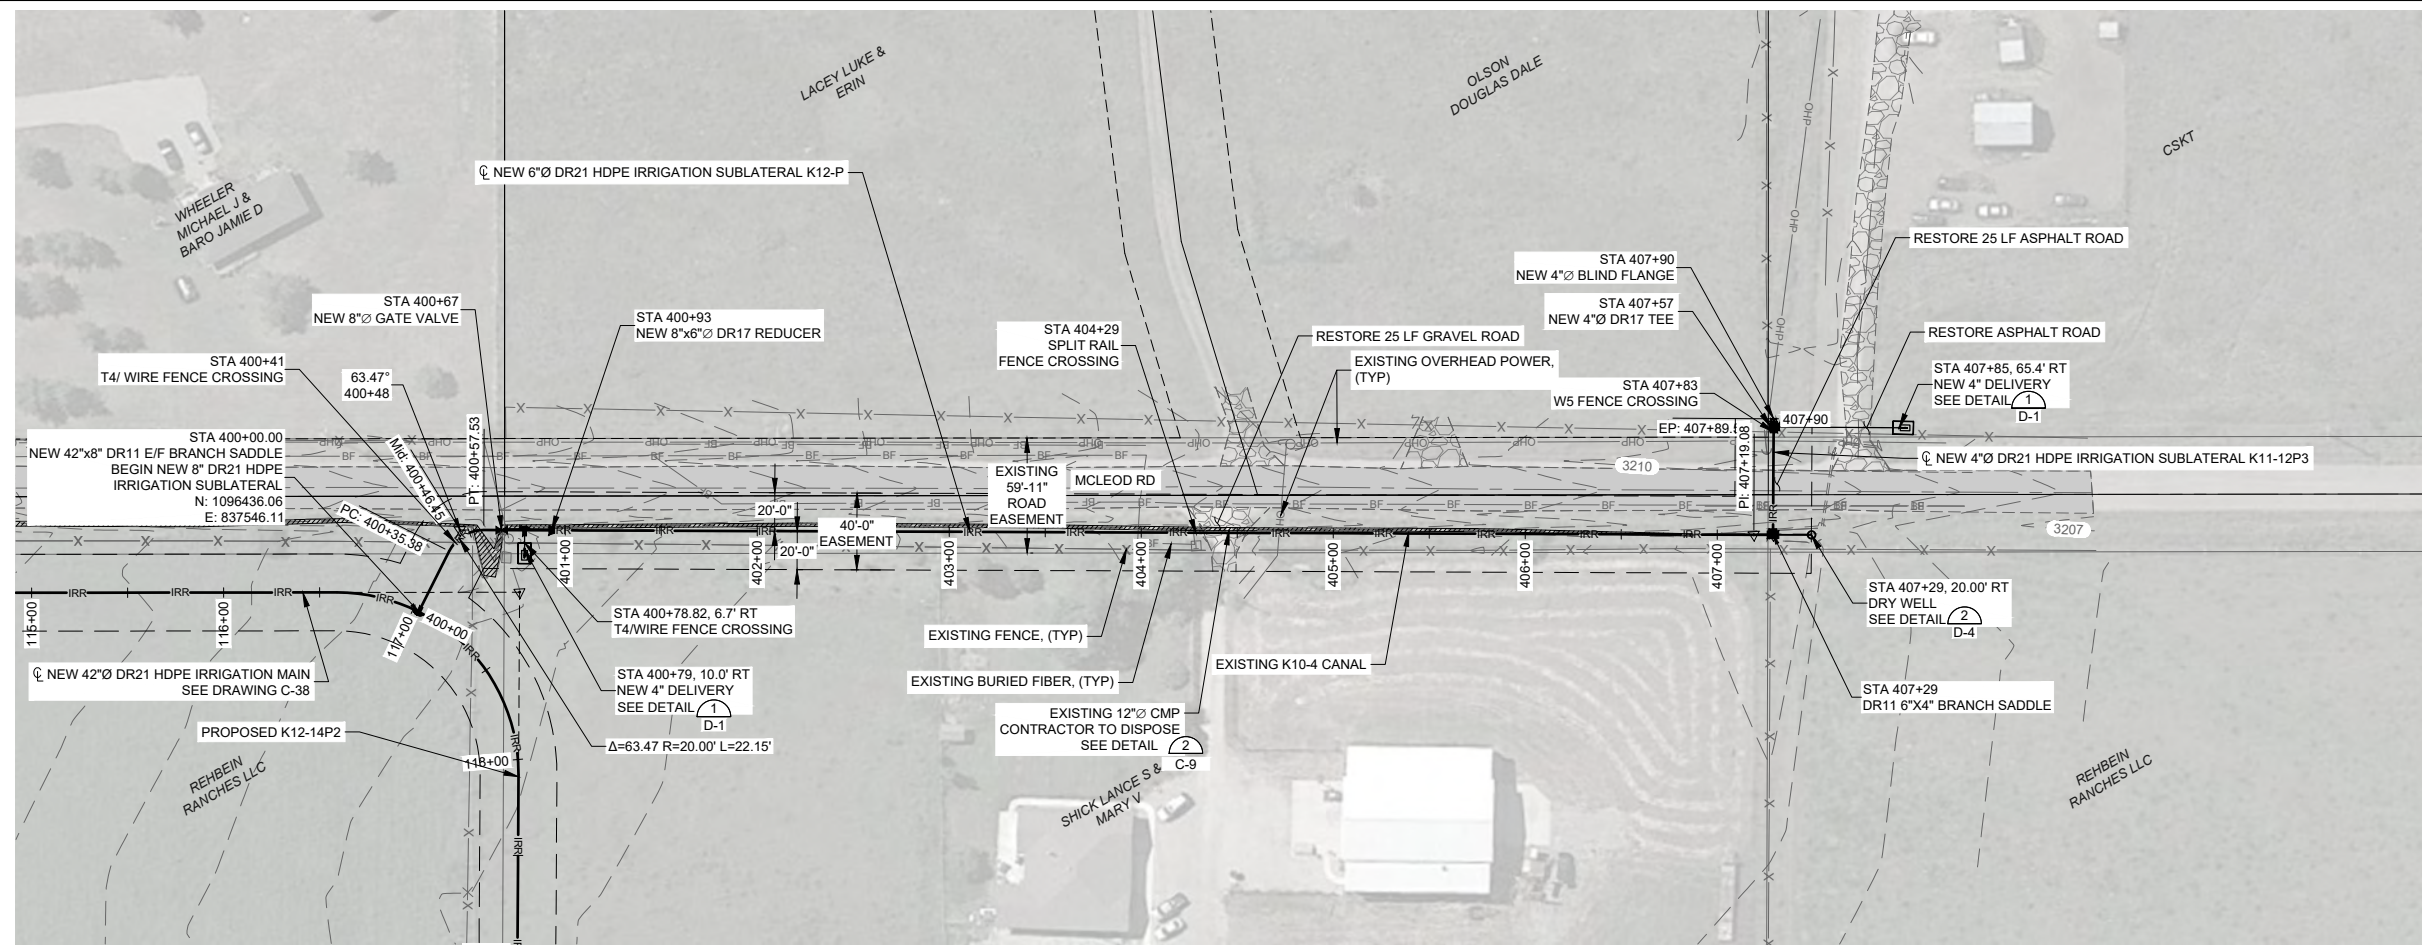 LACEY LUKE &
ERIN
OLSON
DOUGLAS DALE
CSKT
WHEELER
MICHAEL J &
BARO JAMIE D
℄ NEW 6"Ø DR21 HDPE IRRIGATION SUBLATERAL K12-P
RESTORE 25 LF ASPHALT ROAD
STA 407+90
NEW 4"∅ BLIND FLANGE
STA 407+57
NEW 4"Ø DR17 TEE
STA 400+67
NEW 8"∅ GATE VALVE
STA 400+93
NEW 8"x6"∅ DR17 REDUCER
STA 404+29
SPLIT RAIL
FENCE CROSSING
RESTORE 25 LF GRAVEL ROAD
EXISTING OVERHEAD POWER,
(TYP)
RESTORE ASPHALT ROAD
STA 400+41
T4/ WIRE FENCE CROSSING
63.47°
400+48
STA 407+83
W5 FENCE CROSSING
STA 407+85, 65.4' RT
NEW 4" DELIVERY
SEE DETAIL 1
D-1
407+90
EP: 407+89.
STA 400+00.00
NEW 42"x8" DR11 E/F BRANCH SADDLE
BEGIN NEW 8" DR21 HDPE
IRRIGATION SUBLATERAL
N: 1096436.06
E: 837546.11
Mid: 400+46.45
PC: 400+35.38
PT: 400+57.53
PI: 407+19.08
℄ NEW 4"Ø DR21 HDPE IRRIGATION SUBLATERAL K11-12P3
3210
MCLEOD RD
EXISTING
59'-11"
ROAD
EASEMENT
20'-0"
40'-0"
EASEMENT
20'-0"
3207
OHP
BF
IRR
X
401+00
402+00
403+00
404+00
405+00
406+00
407+00
115+00
116+00
117+00
400+00
118+00
STA 400+78.82, 6.7' RT
T4/WIRE FENCE CROSSING
STA 407+29, 20.00' RT
DRY WELL
SEE DETAIL 2
D-4
EXISTING FENCE, (TYP)
EXISTING K10-4 CANAL
EXISTING BURIED FIBER, (TYP)
℄ NEW 42"Ø DR21 HDPE IRRIGATION MAIN
SEE DRAWING C-38
STA 400+79, 10.0' RT
NEW 4" DELIVERY
SEE DETAIL 1
D-1
STA 407+29
DR11 6"X4" BRANCH SADDLE
EXISTING 12"∅ CMP
CONTRACTOR TO DISPOSE
SEE DETAIL 2
C-9
PROPOSED K12-14P2
Δ=63.47 R=20.00' L=22.15'
REHBEIN
RANCHES LLC
SHICK LANCE S &
MARY V
REHBEIN
RANCHES LLC